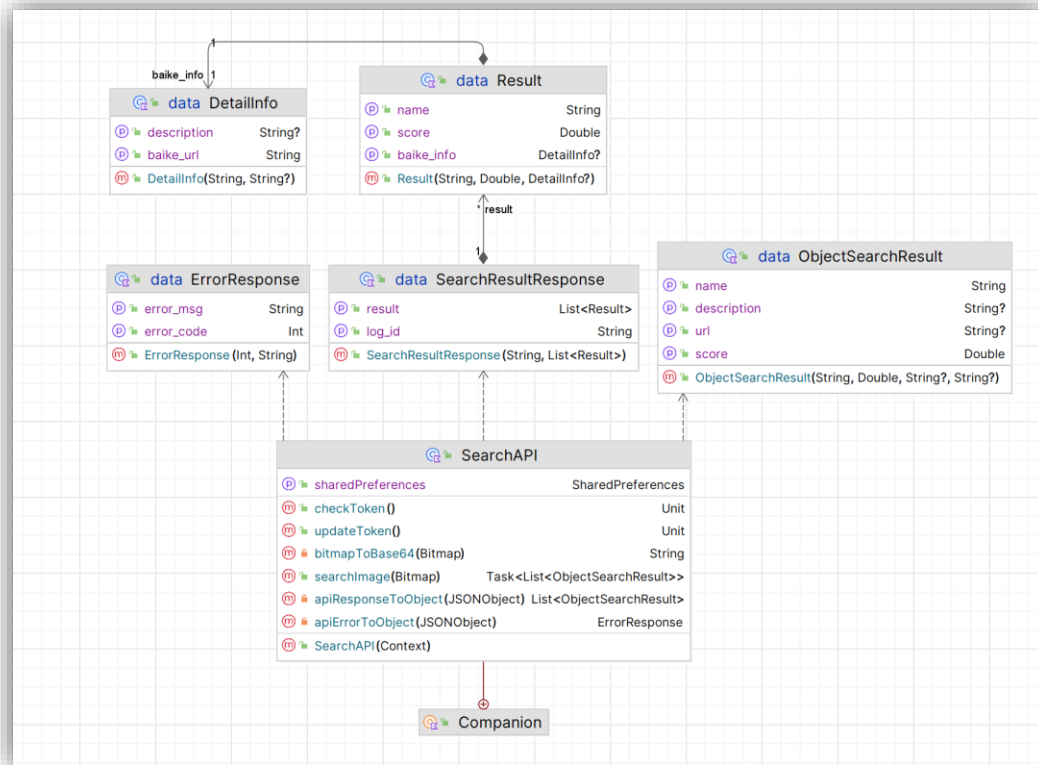 1
baike_info 1
data DetailInfo
description String?
baike_url String
DetailInfo(String, String?)
data Result
name String
score Double
baike_info DetailInfo?
Result(String, Double, DetailInfo?)
* result
1
data ErrorResponse
error_msg String
error_code Int
ErrorResponse(Int, String)
data SearchResultResponse
result List<Result>
log_id String
SearchResultResponse(String, List<Result>)
data ObjectSearchResult
name String
description String?
url String?
score Double
ObjectSearchResult(String, Double, String?, String?)
SearchAPI
sharedPreferences SharedPreferences
checkToken() Unit
updateToken() Unit
bitmapToBase64(Bitmap) String
searchImage(Bitmap) Task<List<ObjectSearchResult>>
apiResponseToObject(JSONObject) List<ObjectSearchResult>
apiErrorToObject(JSONObject) ErrorResponse
SearchAPI(Context)
Companion